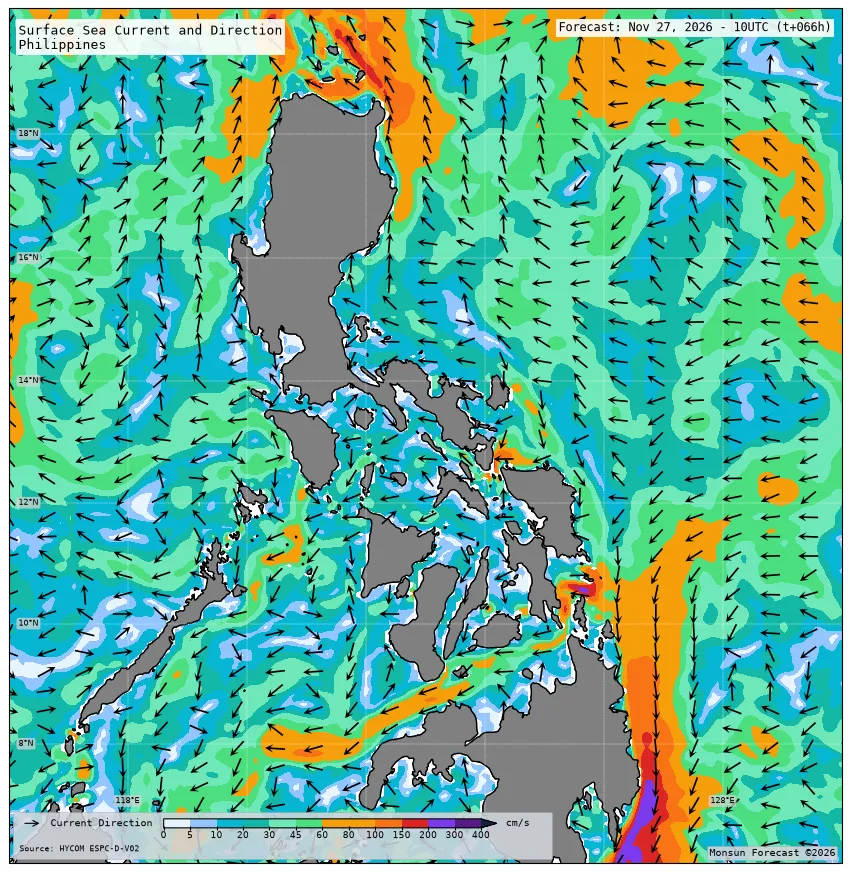 Surface Sea Current and Direction
Philippines
Forecast: Nov 27, 2026 - 10UTC (t+066h)
18°N
16°N
14°N
12°N
10°N
8°N
118°E
128°E
Current Direction
0 5 10 20 30 45 60 80 100 150 200 300 400
cm/s
Source: HYCOM ESPC-D-V02
Monsun Forecast ©2026